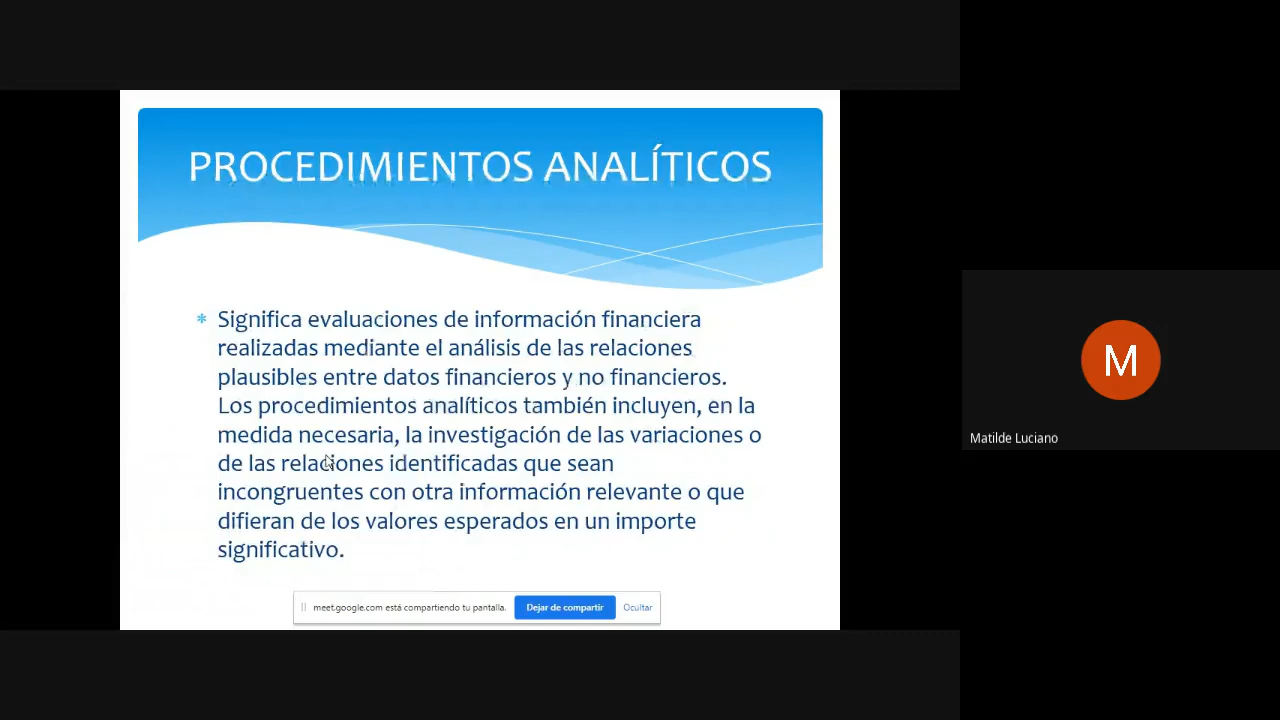 PROCEDIMIENTOS ANALÍTICOS
* Significa evaluaciones de información financiera
realizadas mediante el análisis de las relaciones
plausibles entre datos financieros y no financieros.
Los procedimientos analíticos también incluyen, en la
medida necesaria, la investigación de las variaciones o
de las relaciones identificadas que sean
incongruentes con otra información relevante o que
difieran de los valores esperados en un importe
significativo.
meet.google.com está compartiendo tu pantalla. Dejar de compartir Ocultar
M
Matilde Luciano